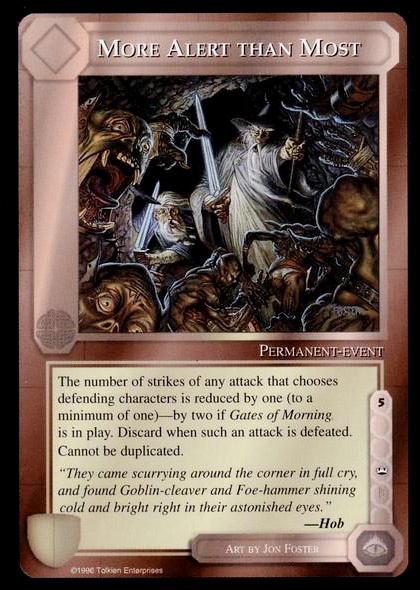 More Alert than Most
Foster
Permanent-event
The number of strikes of any attack that chooses
defending characters is reduced by one (to a
minimum of one)—by two if Gates of Morning
is in play. Discard when such an attack is defeated.
Cannot be duplicated.
5
“They came scurrying around the corner in full cry,
and found Goblin-cleaver and Foe-hammer shining
cold and bright right in their astonished eyes.”
—Hob
Art by Jon Foster
©1996 Tolkien Enterprises